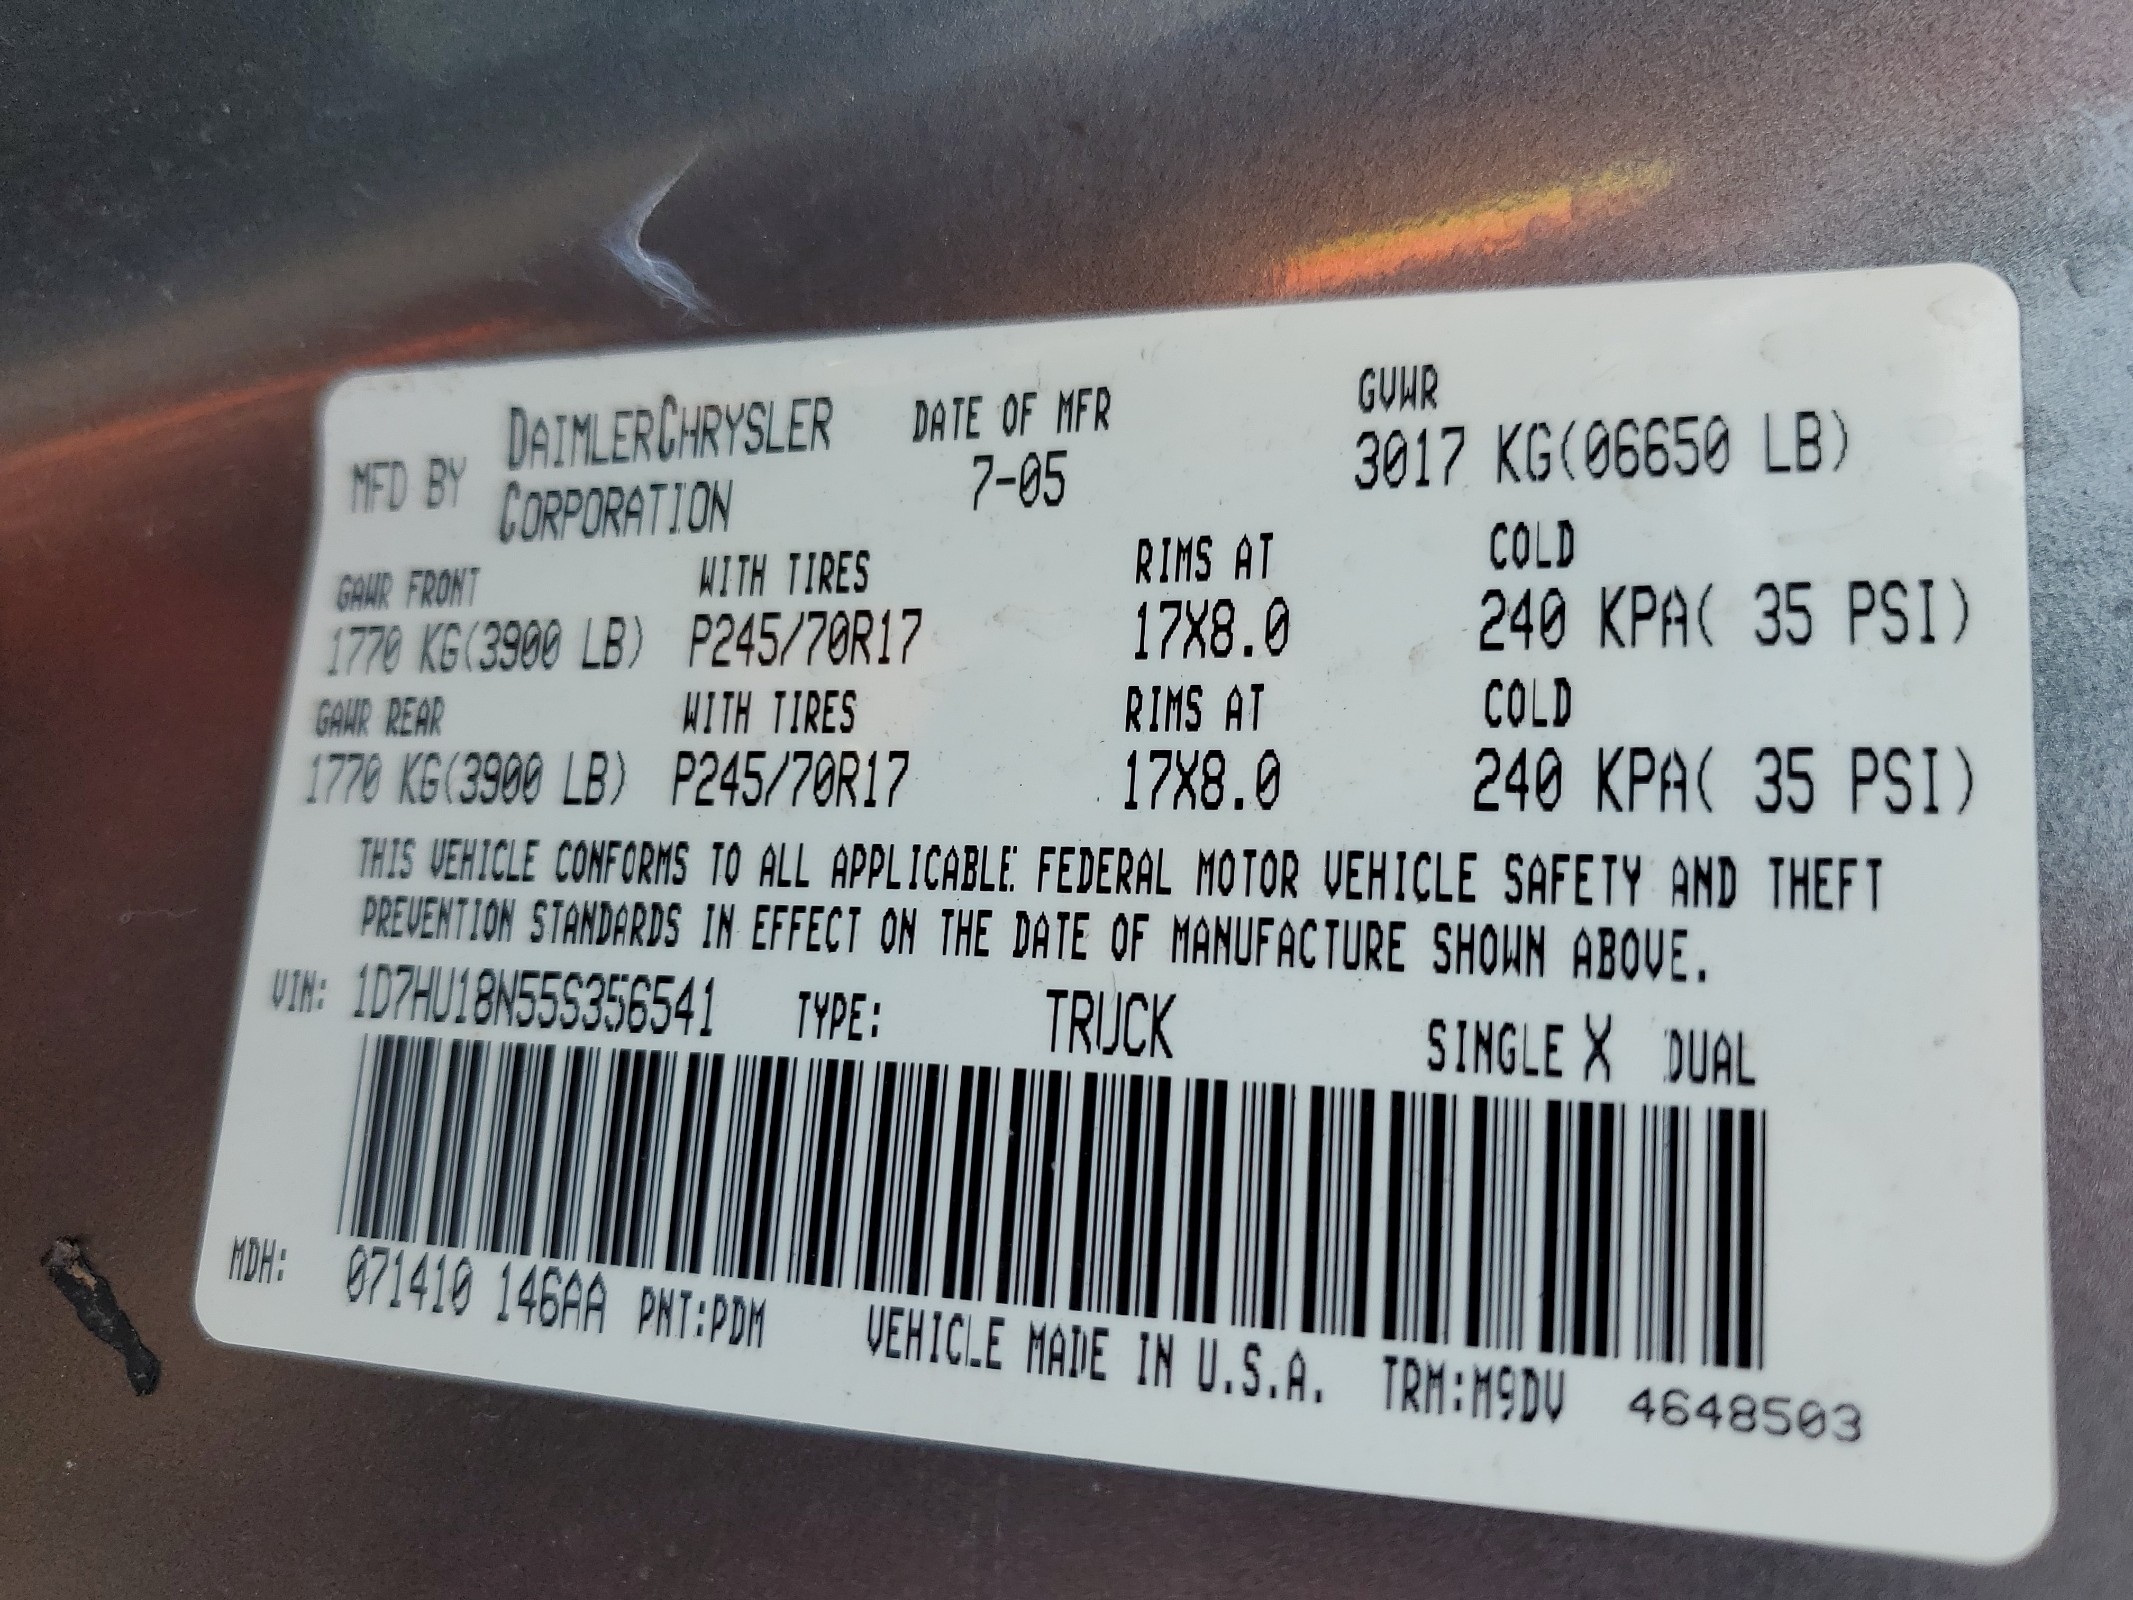 MFD BY DAIMLERCHRYSLER CORPORATION
DATE OF MFR 7-05
GVWR 3017 KG(06650 LB)
GAWR FRONT WITH TIRES RIMS AT COLD
1770 KG(3900 LB) P245/70R17 17X8.0 240 KPA( 35 PSI)
GAWR REAR WITH TIRES RIMS AT COLD
1770 KG(3900 LB) P245/70R17 17X8.0 240 KPA( 35 PSI)
THIS VEHICLE CONFORMS TO ALL APPLICABLE FEDERAL MOTOR VEHICLE SAFETY AND THEFT
PREVENTION STANDARDS IN EFFECT ON THE DATE OF MANUFACTURE SHOWN ABOVE.
VIN: 1D7HU18N55S356541 TYPE: TRUCK SINGLE X DUAL
MDH: 071410 146AA PNT:PDM VEHICLE MADE IN U.S.A. TRM:M9DV 4648503